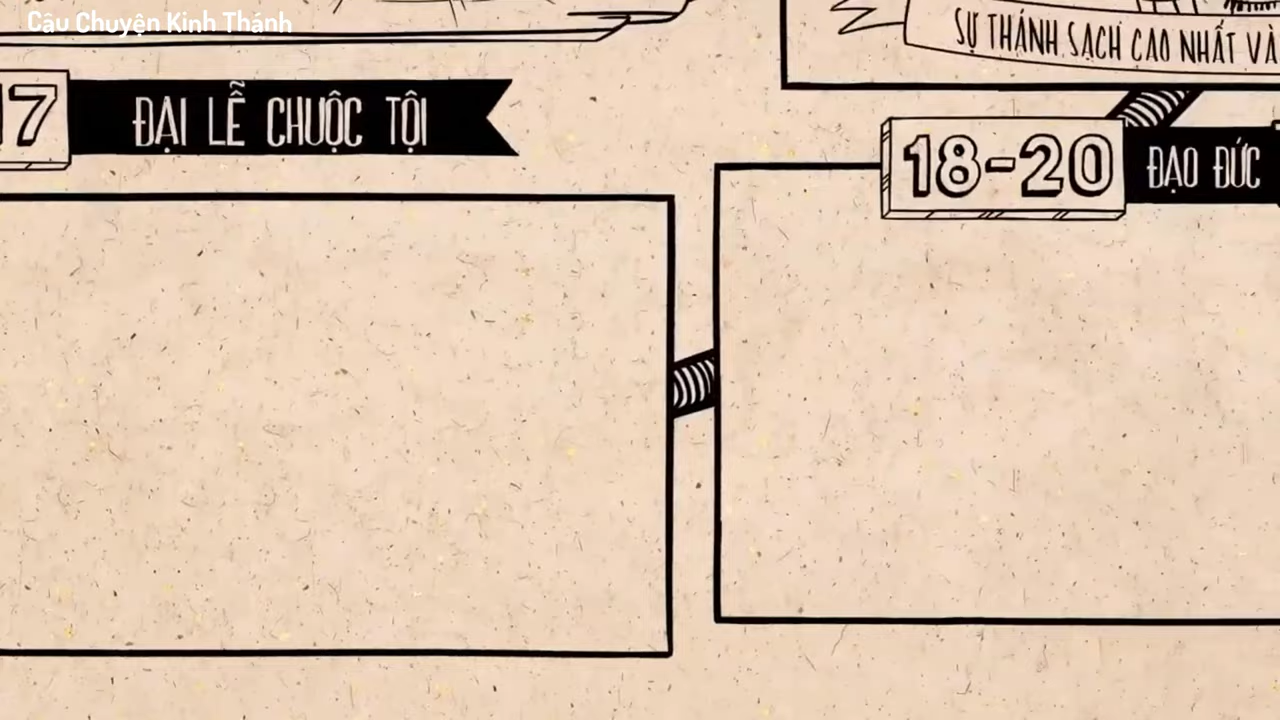 Câu Chuyện Kinh Thánh
SỰ THÁNH SẠCH CAO NHẤT VÀ
17
ĐẠI LỄ CHUỘC TỘI
18-20
ĐẠO ĐỨC